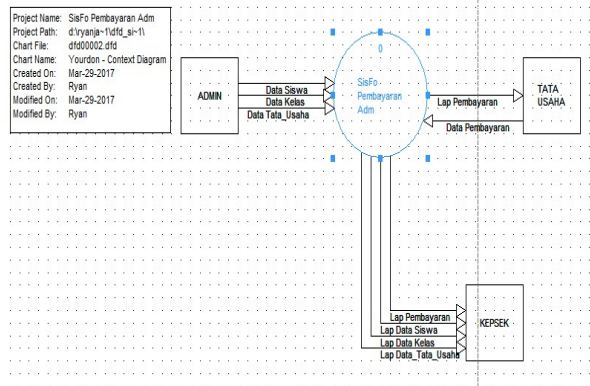 Project Name: SisFo Pembayaran Adm
Project Path: d:\ryanja~1\dfd_si~1\
Chart File: dfd00002.dfd
Chart Name: Yourdon - Context Diagram
Created On: Mar-29-2017
Created By: Ryan
Modified On: Mar-29-2017
Modified By: Ryan
ADMIN
Data Siswa
Data Kelas
Data Tata_Usaha
0
SisFo
Pembayaran
Adm
Lap Pembayaran
Data Pembayaran
TATA
USAHA
Lap Pembayaran
Lap Data Siswa
Lap Data Kelas
Lap Data_Tata_Usaha
KEPSEK